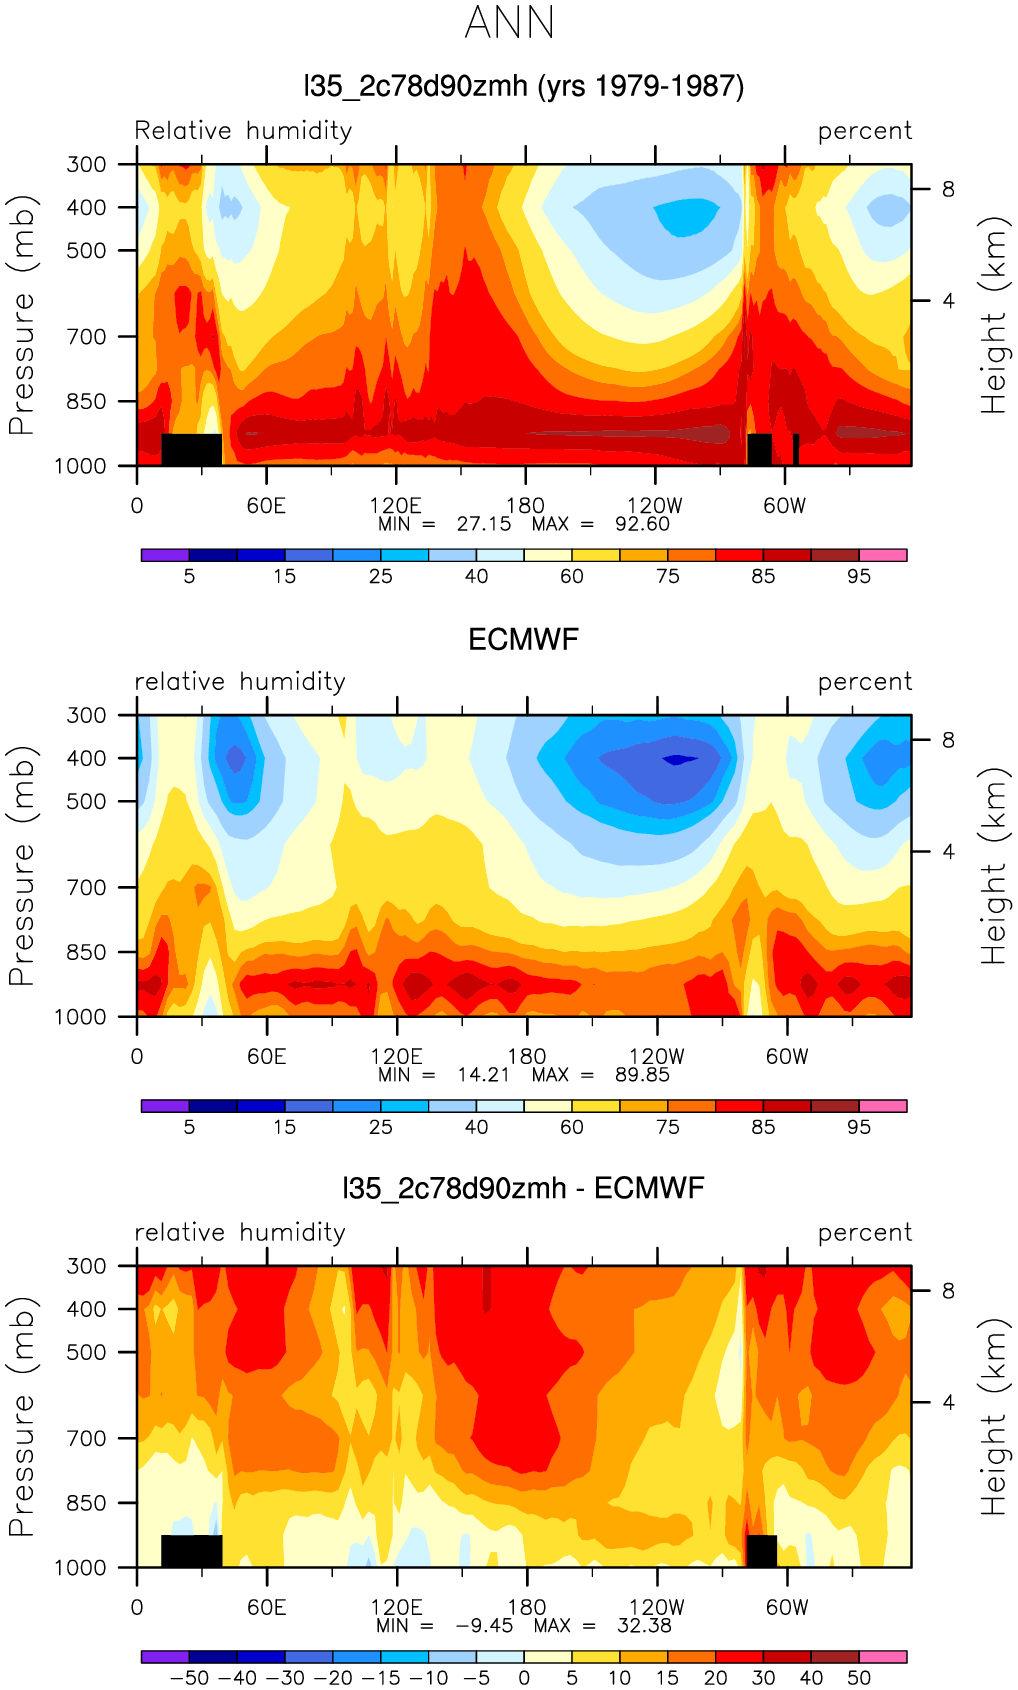 ANN
l35_2c78d90zmh (yrs 1979-1987)
Relative humidity percent
300
400
500
700
850
1000
Pressure (mb)
8
4
Height (km)
0 60E 120E 180 120W 60W
MIN = 27.15 MAX = 92.60
5 15 25 40 60 75 85 95
ECMWF
relative humidity percent
300
400
500
700
850
1000
Pressure (mb)
8
4
Height (km)
0 60E 120E 180 120W 60W
MIN = 14.21 MAX = 89.85
5 15 25 40 60 75 85 95
l35_2c78d90zmh - ECMWF
relative humidity percent
300
400
500
700
850
1000
Pressure (mb)
8
4
Height (km)
0 60E 120E 180 120W 60W
MIN = -9.45 MAX = 32.38
-50 -40 -30 -20 -15 -10 -5 0 5 10 15 20 30 40 50